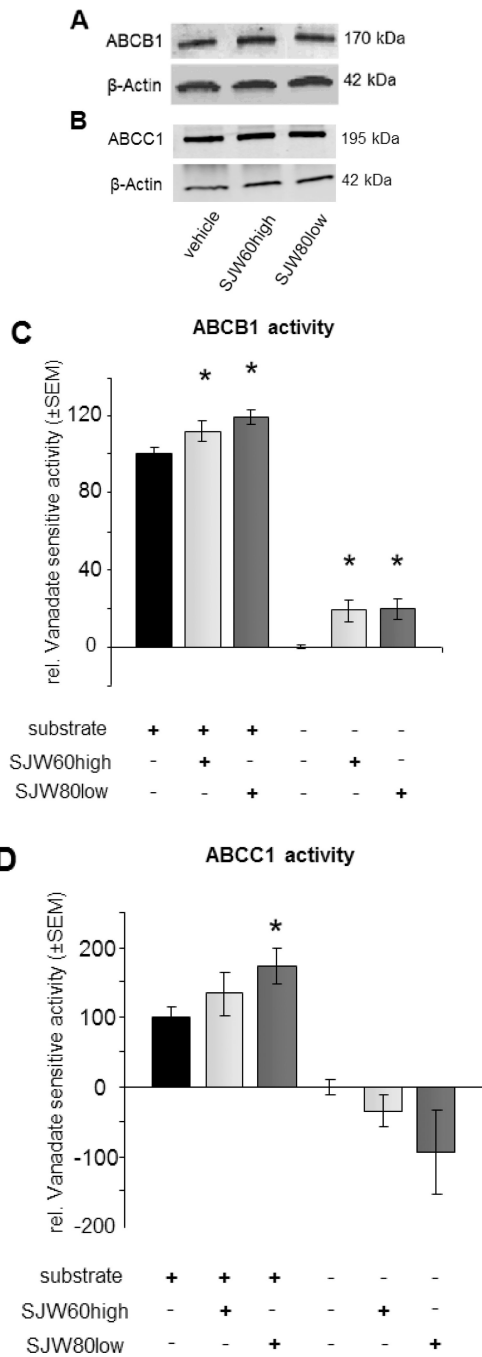 A
ABCB1 170 kDa
β-Actin 42 kDa
B
ABCC1 195 kDa
β-Actin 42 kDa
vehicle SJW60high SJW80low
C
ABCB1 activity
rel. Vanadate sensitive activity (±SEM)
* *
120
80
* *
40
0
substrate + + + - - -
SJW60high - + - - + -
SJW80low - - + - - +
D
ABCC1 activity
rel. Vanadate sensitive activity (±SEM)
*
200
100
0
-100
-200
substrate + + + - - -
SJW60high - + - - + -
SJW80low - - + - - +